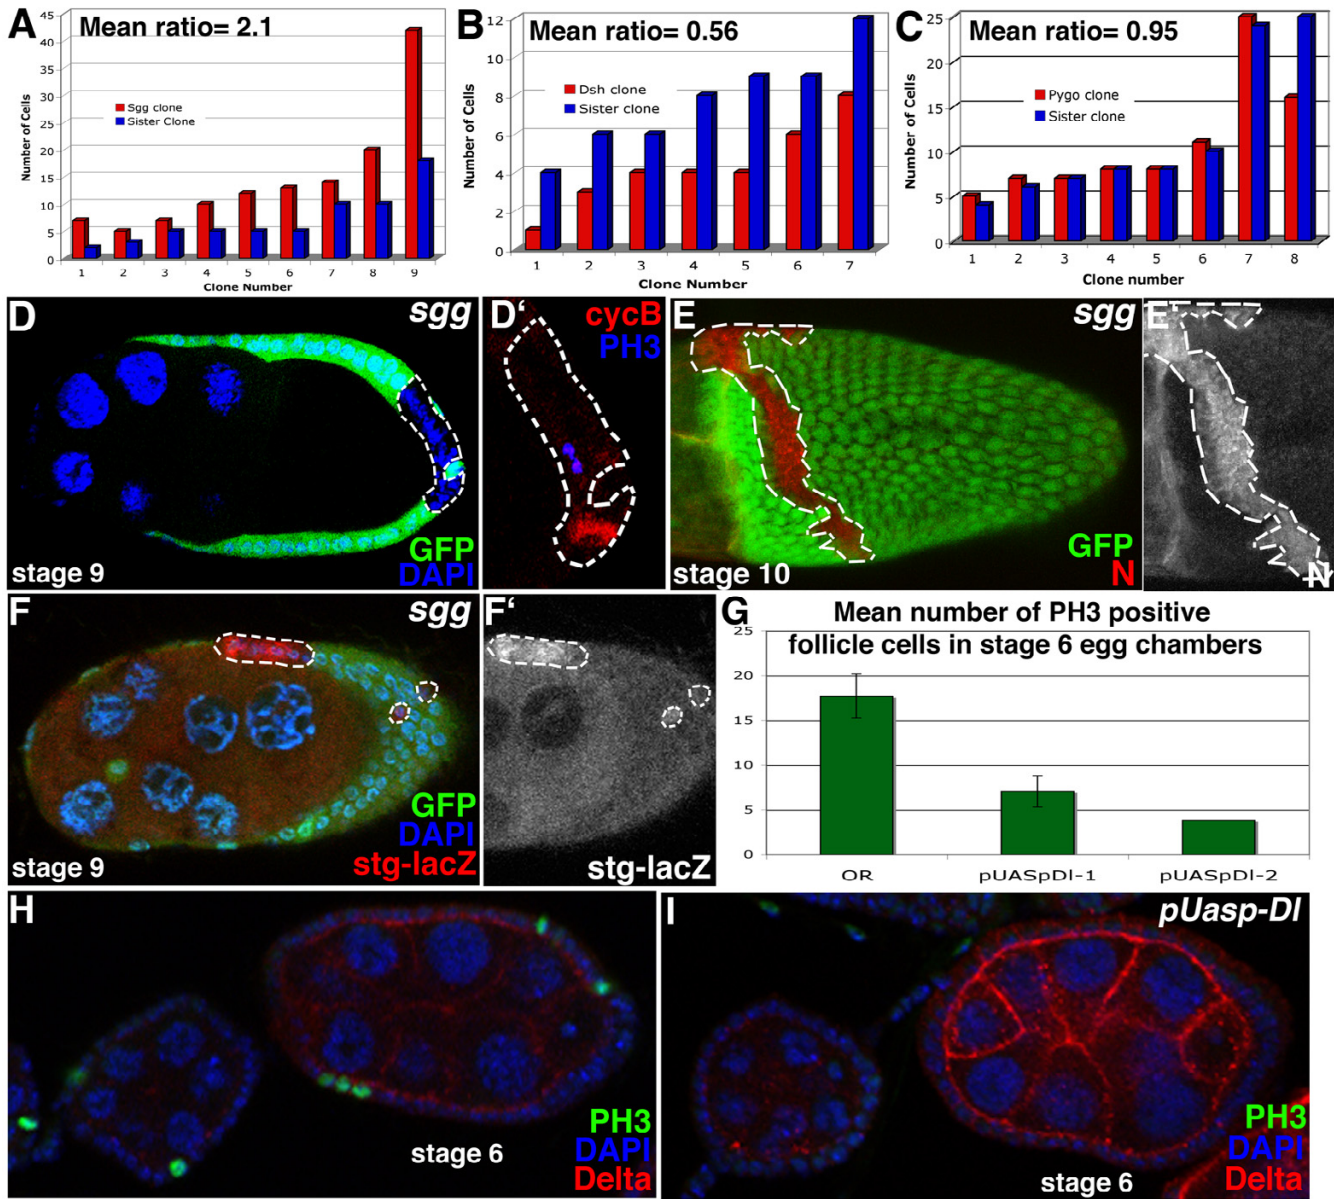 A
Mean ratio= 2.1
Number of Cells
45
40
35
30
25
20
15
10
5
0
Sgg clone
Sister Clone
1 2 3 4 5 6 7 8 9
Clone Number
B
Mean ratio= 0.56
Number of Cells
12
10
8
6
4
2
0
Dsh clone
Sister clone
1 2 3 4 5 6 7
Clone Number
C
Mean ratio= 0.95
Number of Cells
25
20
15
10
5
0
Pygo clone
Sister clone
1 2 3 4 5 6 7 8
Clone Number
D
sgg
GFP
DAPI
stage 9
D'
cycB
PH3
E
sgg
GFP
N
stage 10
E'
N
F
sgg
GFP
DAPI
stg-lacZ
stage 9
F'
stg-lacZ
G
Mean number of PH3 positive
follicle cells in stage 6 egg chambers
25
20
15
10
5
0
OR pUASpDl-1 pUASpDl-2
H
PH3
DAPI
Delta
stage 6
I
pUasp-Dl
PH3
DAPI
Delta
stage 6